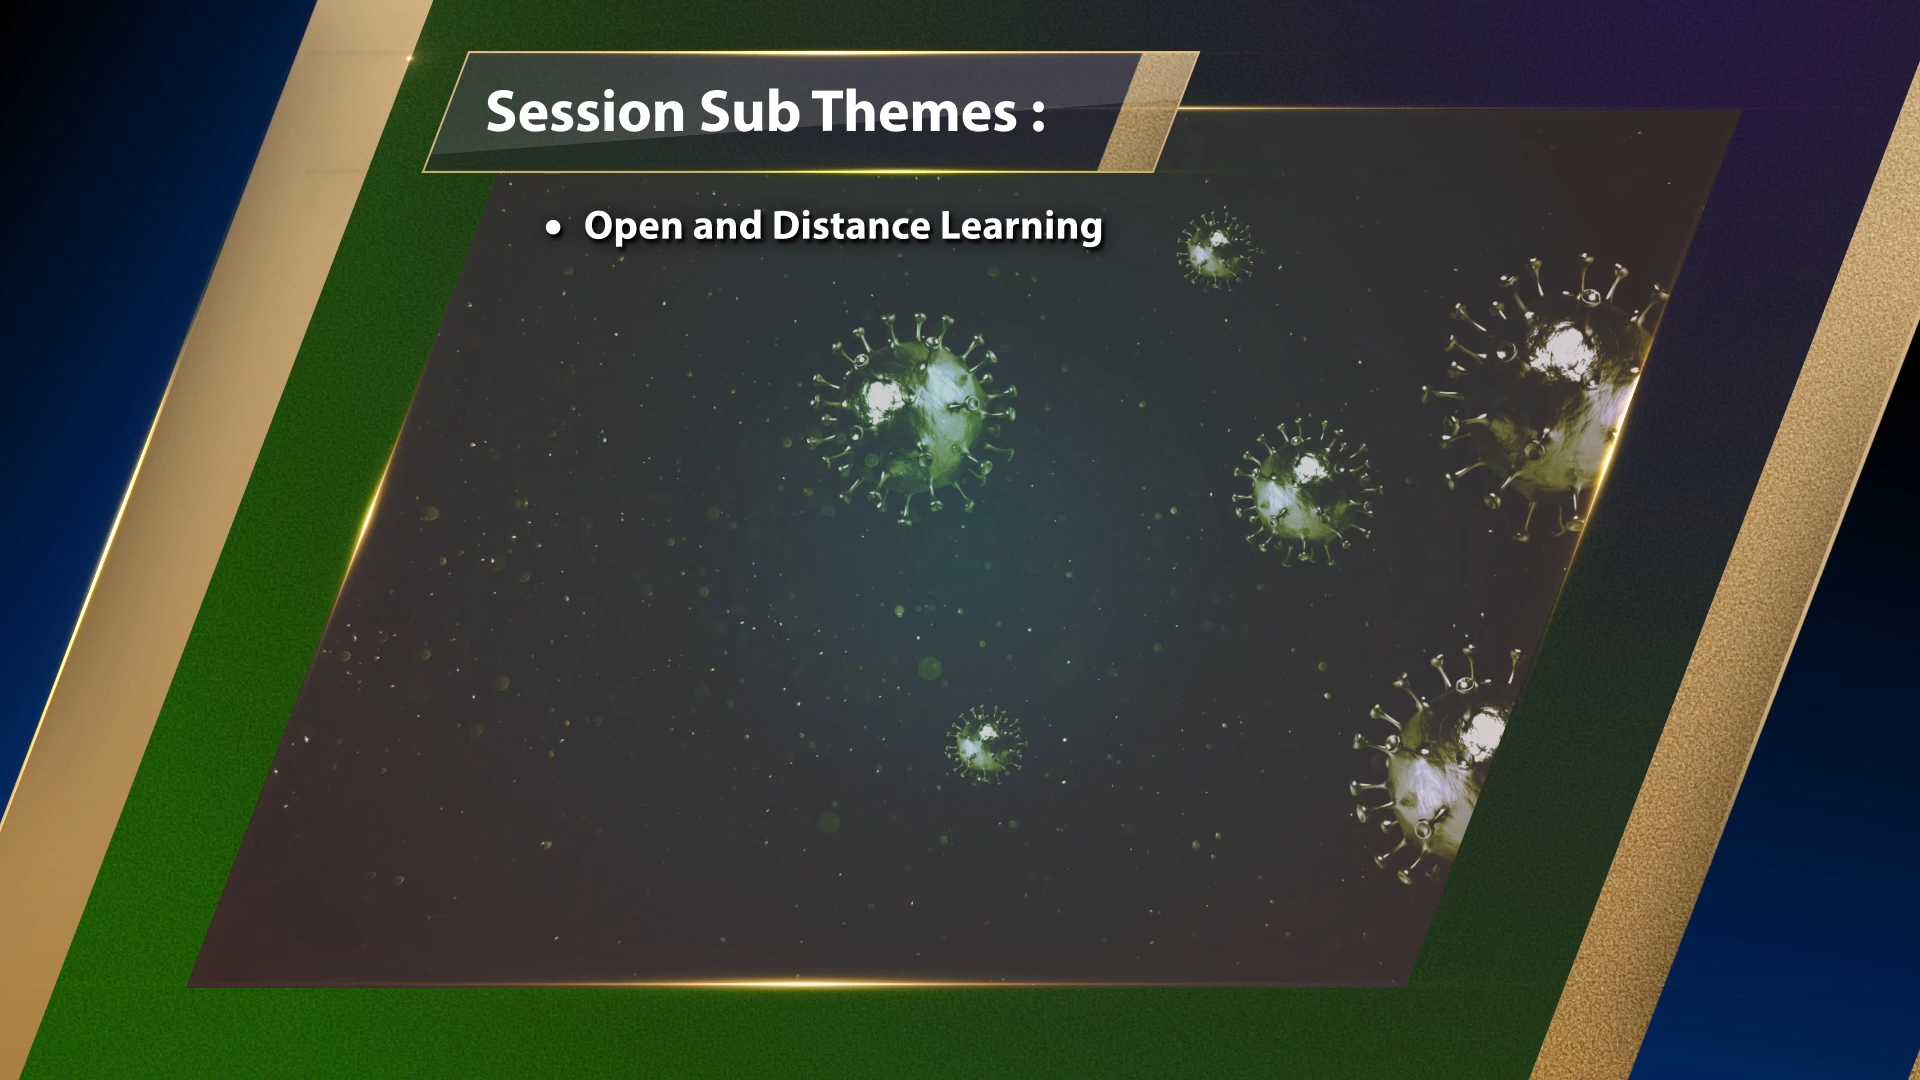 Session Sub Themes :
• Open and Distance Learning